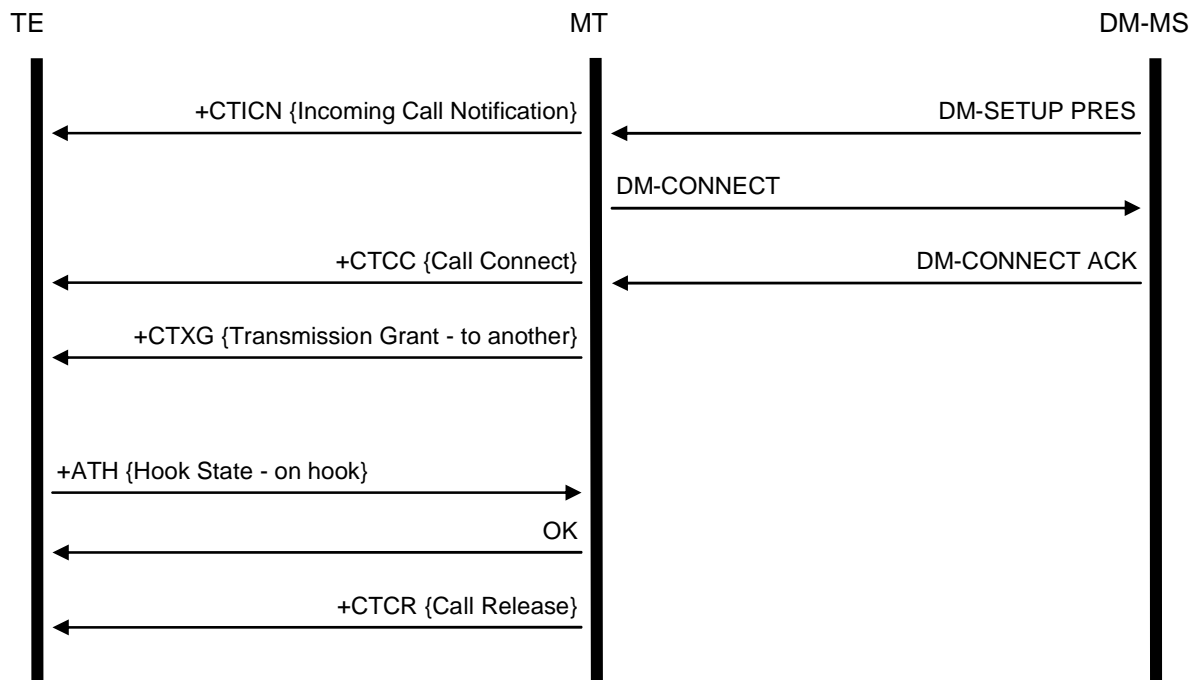 TE MT DM-MS
+CTICN {Incoming Call Notification} DM-SETUP PRES
DM-CONNECT
+CTCC {Call Connect} DM-CONNECT ACK
+CTXG {Transmission Grant - to another}
+ATH {Hook State - on hook}
OK
+CTCR {Call Release}